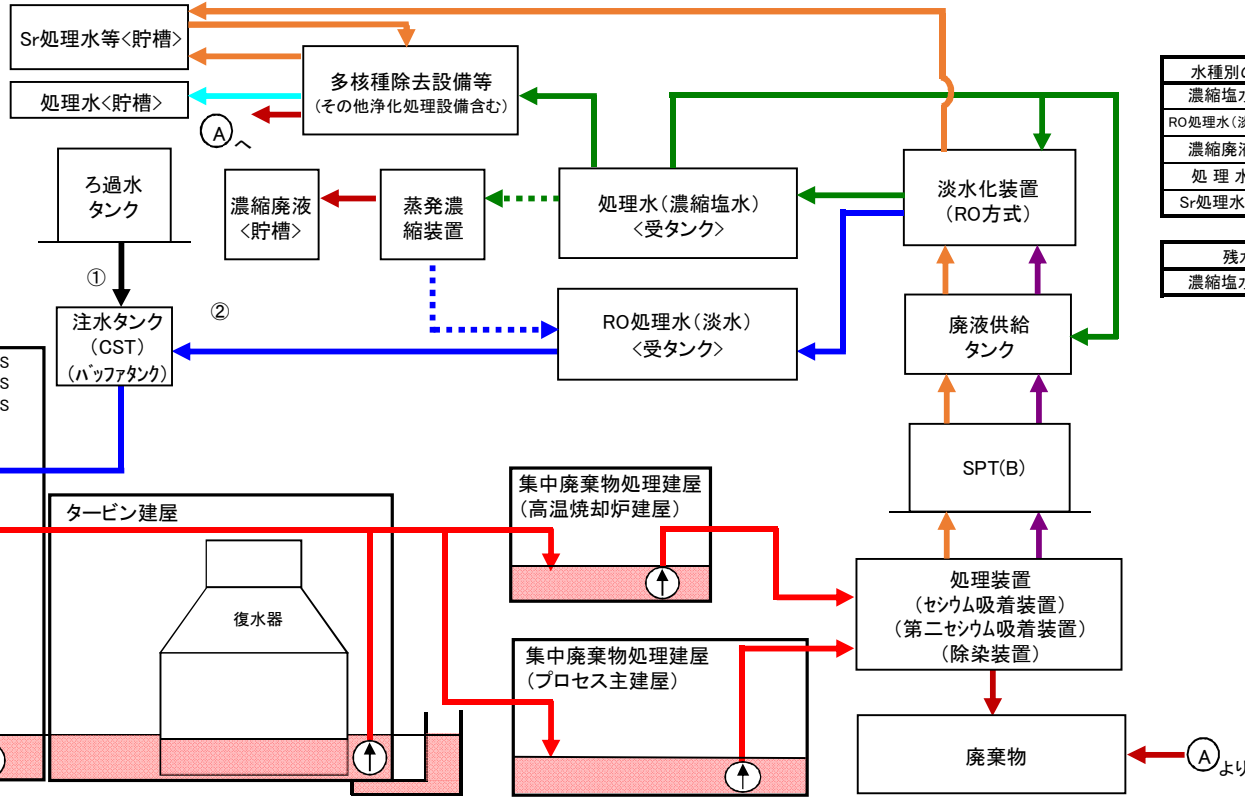 Sr処理水等<貯槽>
処理水<貯槽>
多核種除去設備等
(その他浄化処理設備含む)
Aへ
ろ過水
タンク
濃縮廃液
<貯槽>
蒸発濃
縮装置
処理水(濃縮塩水)
<受タンク>
淡水化装置
(RO方式)
①
②
注水タンク
(CST)
(バッファタンク)
RO処理水(淡水)
<受タンク>
廃液供給
タンク
S
S
S
SPT(B)
タービン建屋
復水器
集中廃棄物処理建屋
(高温焼却炉建屋)
集中廃棄物処理建屋
(プロセス主建屋)
処理装置
(セシウム吸着装置)
(第二セシウム吸着装置)
(除染装置)
廃棄物
Aより
水種別の
濃縮塩水
RO処理水(淡
濃縮廃液
処 理 水
Sr処理水
残水
濃縮塩水